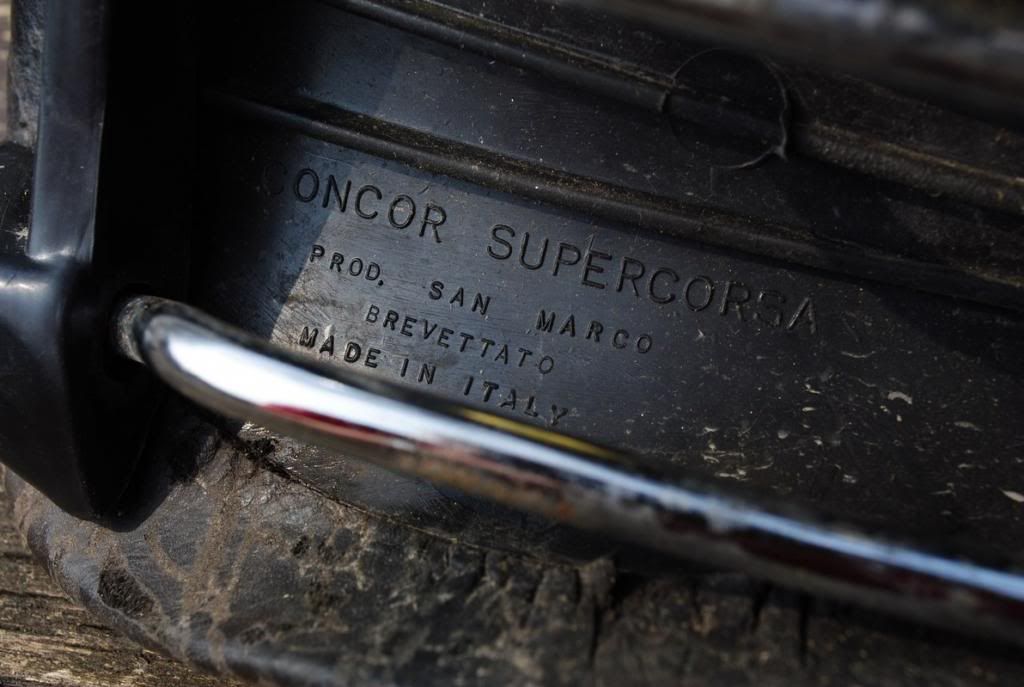 CONCOR SUPERCORSA
PROD. SAN MARCO
BREVETTATO
MADE IN ITALY